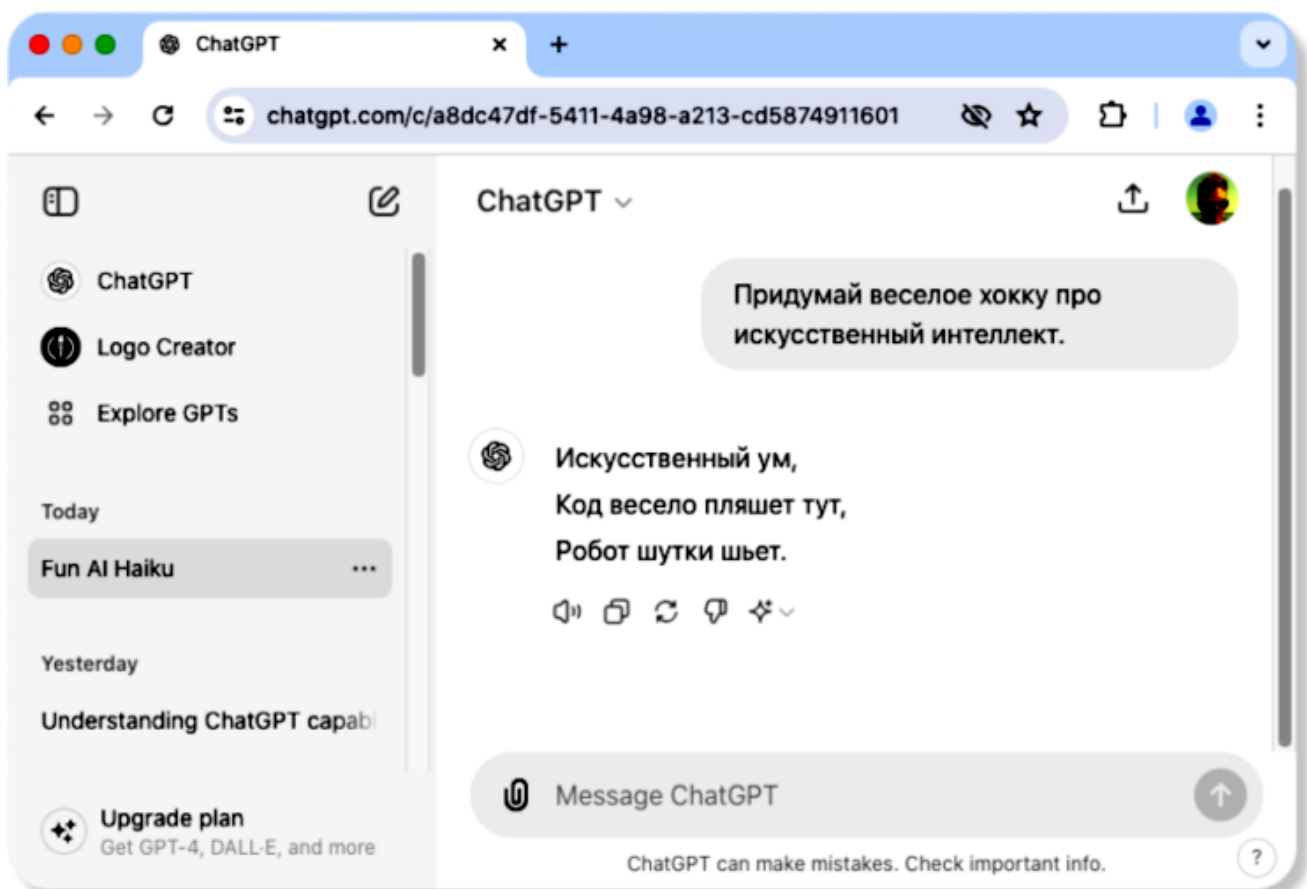 ChatGPT
chatgpt.com/c/a8dc47df-5411-4a98-a213-cd5874911601
ChatGPT
Logo Creator
Explore GPTs
Today
Fun AI Haiku
Yesterday
Understanding ChatGPT capabi
Upgrade plan
Get GPT-4, DALL·E, and more
ChatGPT
Придумай веселое хокку про
искусственный интеллект.
Искусственный ум,
Код весело пляшет тут,
Робот шутки шьет.
Message ChatGPT
ChatGPT can make mistakes. Check important info.
?